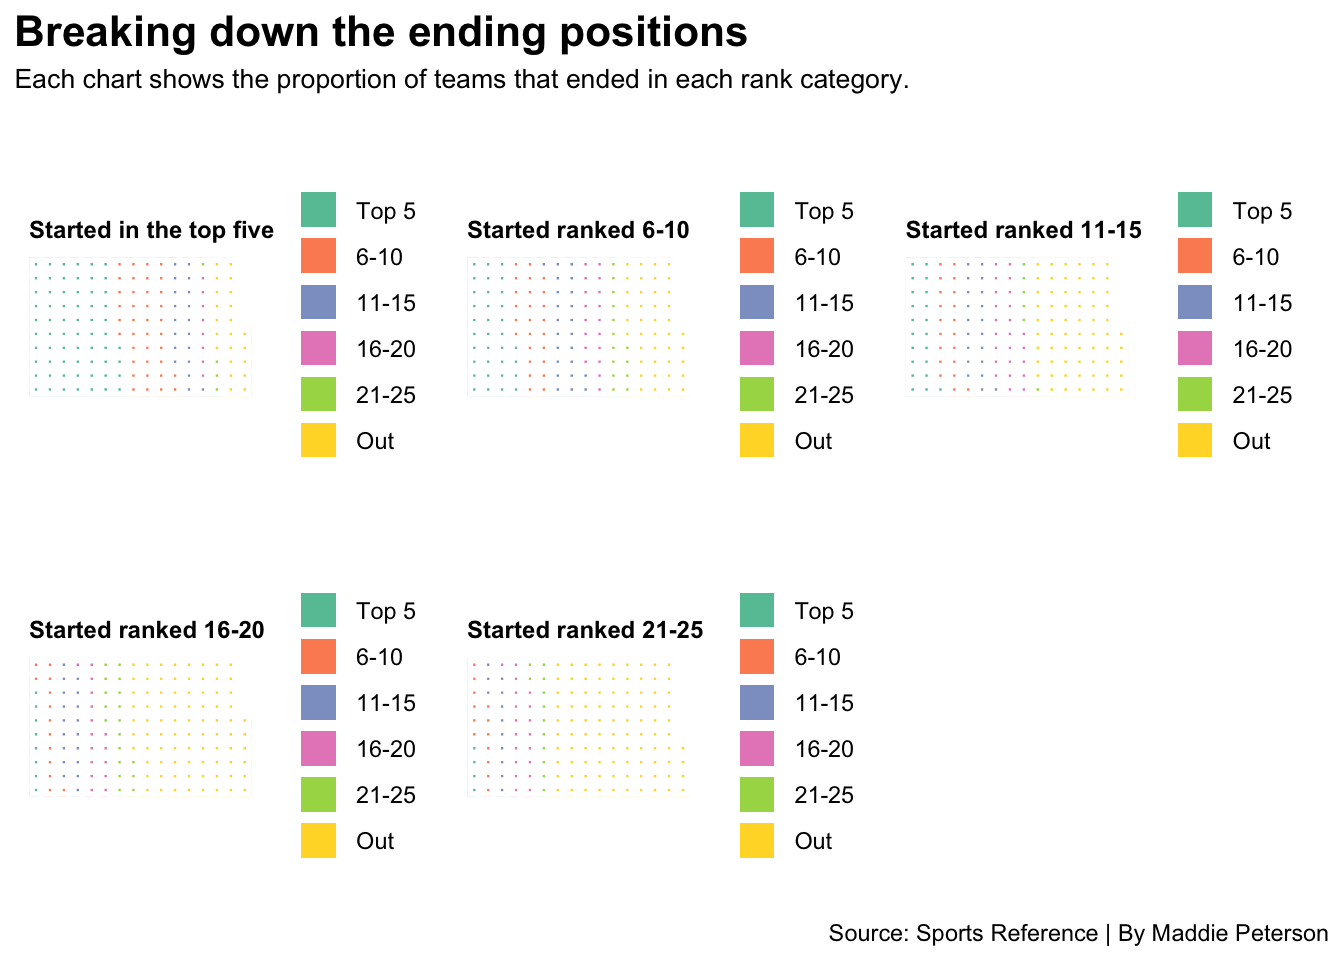 Breaking down the ending positions
Each chart shows the proportion of teams that ended in each rank category.
Started in the top five
Top 5
6-10
11-15
16-20
21-25
Out
Started ranked 6-10
Top 5
6-10
11-15
16-20
21-25
Out
Started ranked 11-15
Top 5
6-10
11-15
16-20
21-25
Out
Started ranked 16-20
Top 5
6-10
11-15
16-20
21-25
Out
Started ranked 21-25
Top 5
6-10
11-15
16-20
21-25
Out
Source: Sports Reference | By Maddie Peterson